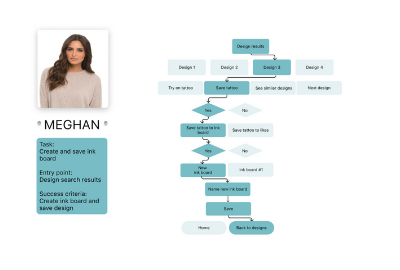 MEGHAN
Task:
Create and save ink
board
Entry point:
Design search results
Success criteria:
Create ink board and
save design
Design results
Design 1
Design 2
Design 3
Design 4
Try on tattoo
Save tattoo
See similar designs
Next design
Yes
No
Save tattoo to ink
board
Save tattoo to likes
Yes
No
New
ink board
Ink board #1
Name new ink board
Save
Home
Back to designs